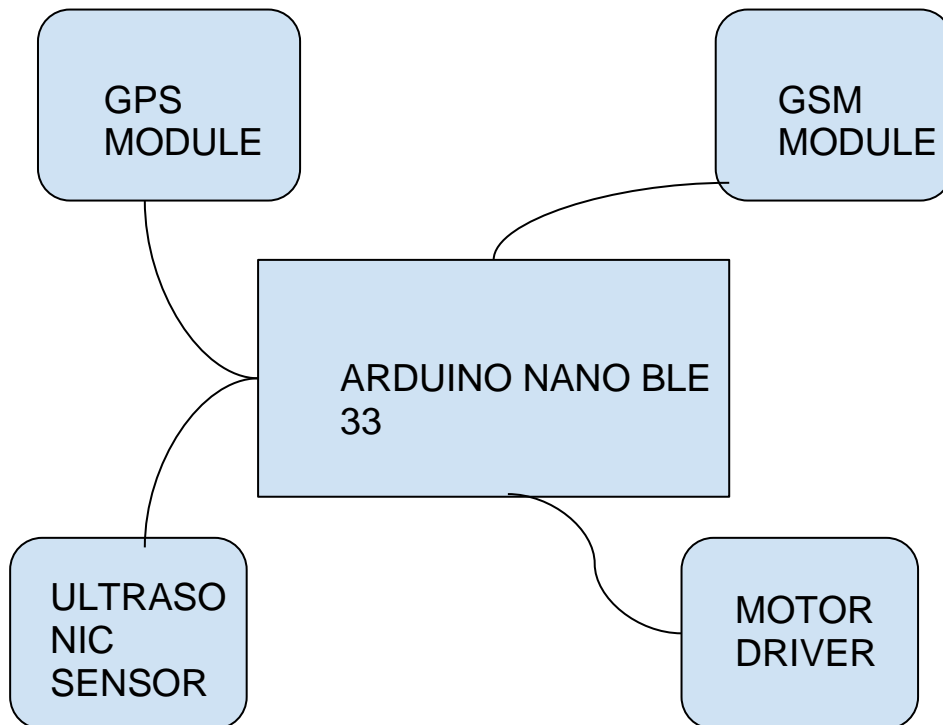 GPS
MODULE
GSM
MODULE
ARDUINO NANO BLE
33
ULTRASO
NIC
SENSOR
MOTOR
DRIVER